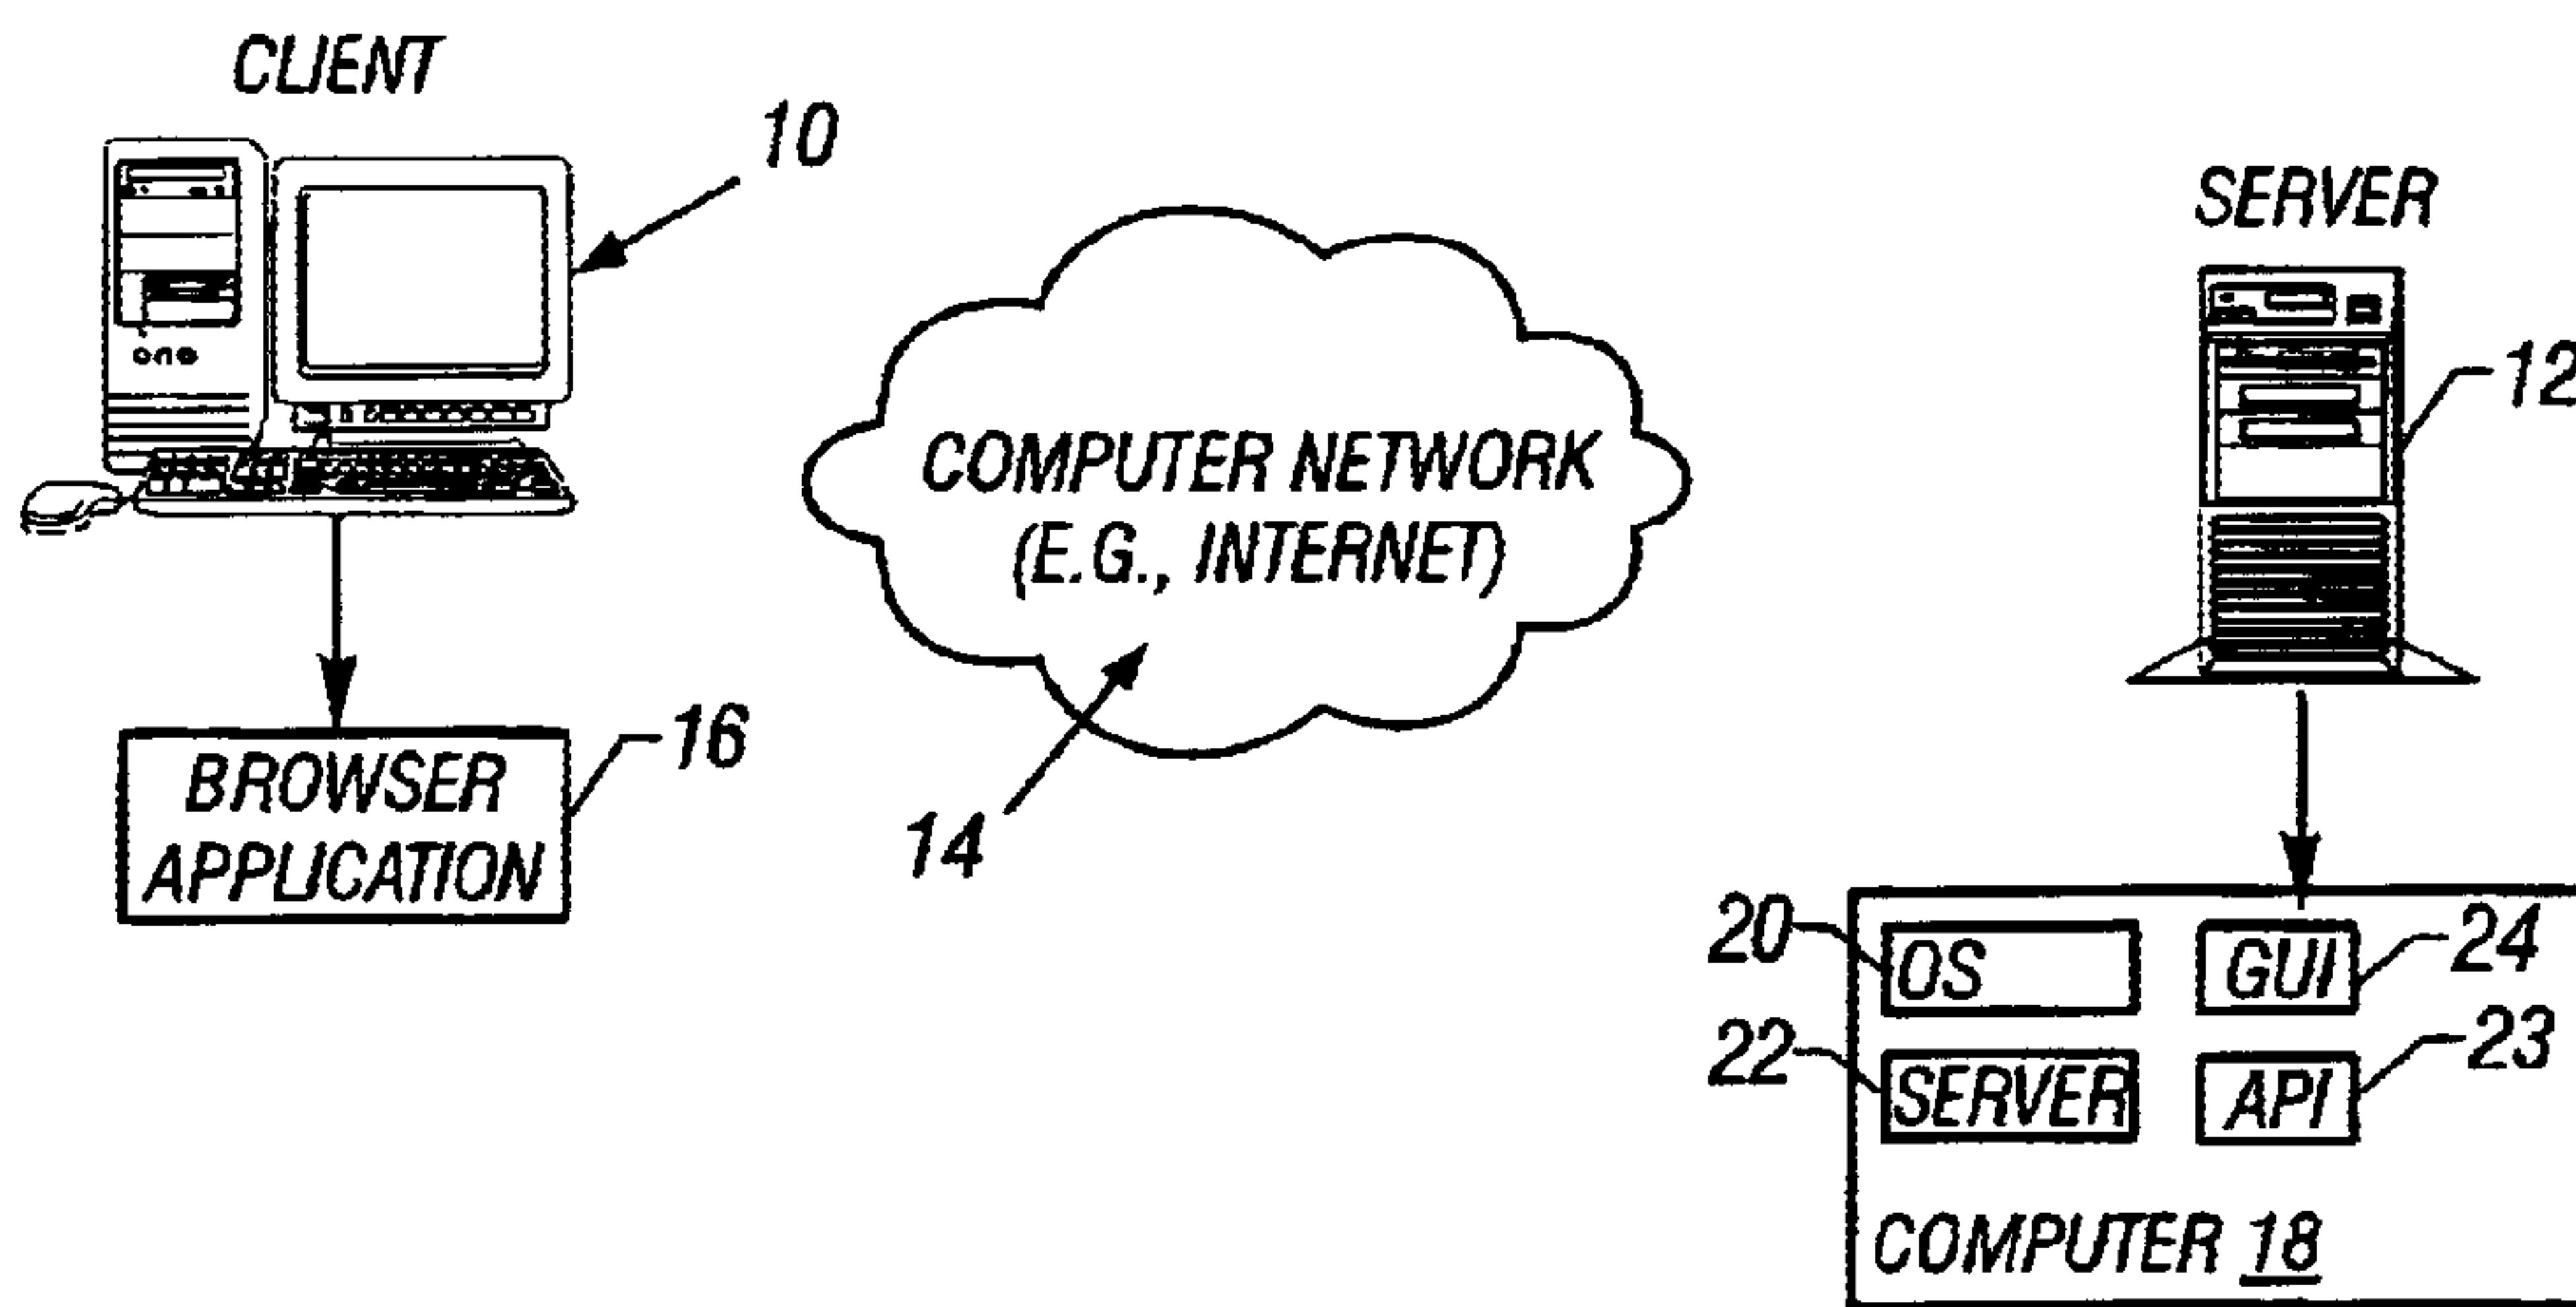 CLIENT
10
one
SERVER
12
COMPUTER NETWORK
(E.G., INTERNET)
14
BROWSER
APPLICATION
16
20
OS
GUI
24
22
SERVER
API
23
COMPUTER 18